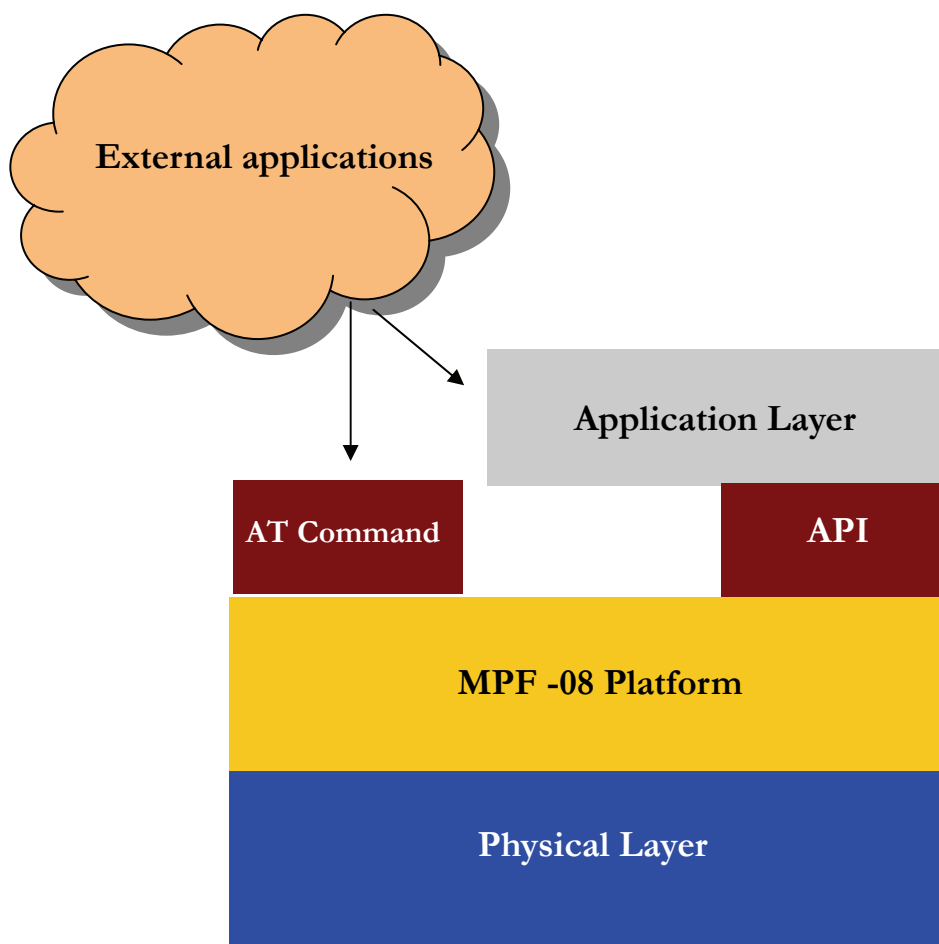 External applications
Application Layer
AT Command
API
MPF -08 Platform
Physical Layer